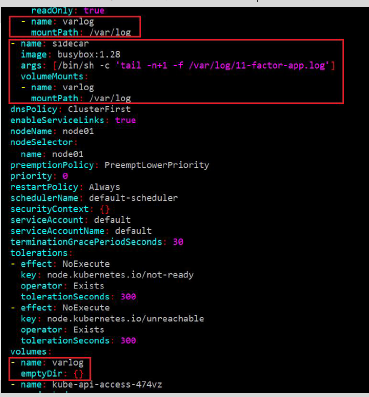 readOnly: true
- name: varlog
mountPath: /var/log
- name: sidecar
image: busybox:1.28
args: [/bin/sh -c 'tail -n+1 -f /var/log/11-factor-app.log']
volumeMounts:
- name: varlog
mountPath: /var/log
dnsPolicy: ClusterFirst
enableServiceLinks: true
nodeName: node01
nodeSelector:
name: node01
preemptionPolicy: PreemptLowerPriority
priority: 0
restartPolicy: Always
schedulerName: default-scheduler
securityContext: {}
serviceAccount: default
serviceAccountName: default
terminationGracePeriodSeconds: 30
tolerations:
- effect: NoExecute
key: node.kubernetes.io/not-ready
operator: Exists
tolerationSeconds: 300
- effect: NoExecute
key: node.kubernetes.io/unreachable
operator: Exists
tolerationSeconds: 300
volumes:
- name: varlog
emptyDir: {}
- name: kube-api-access-474vz